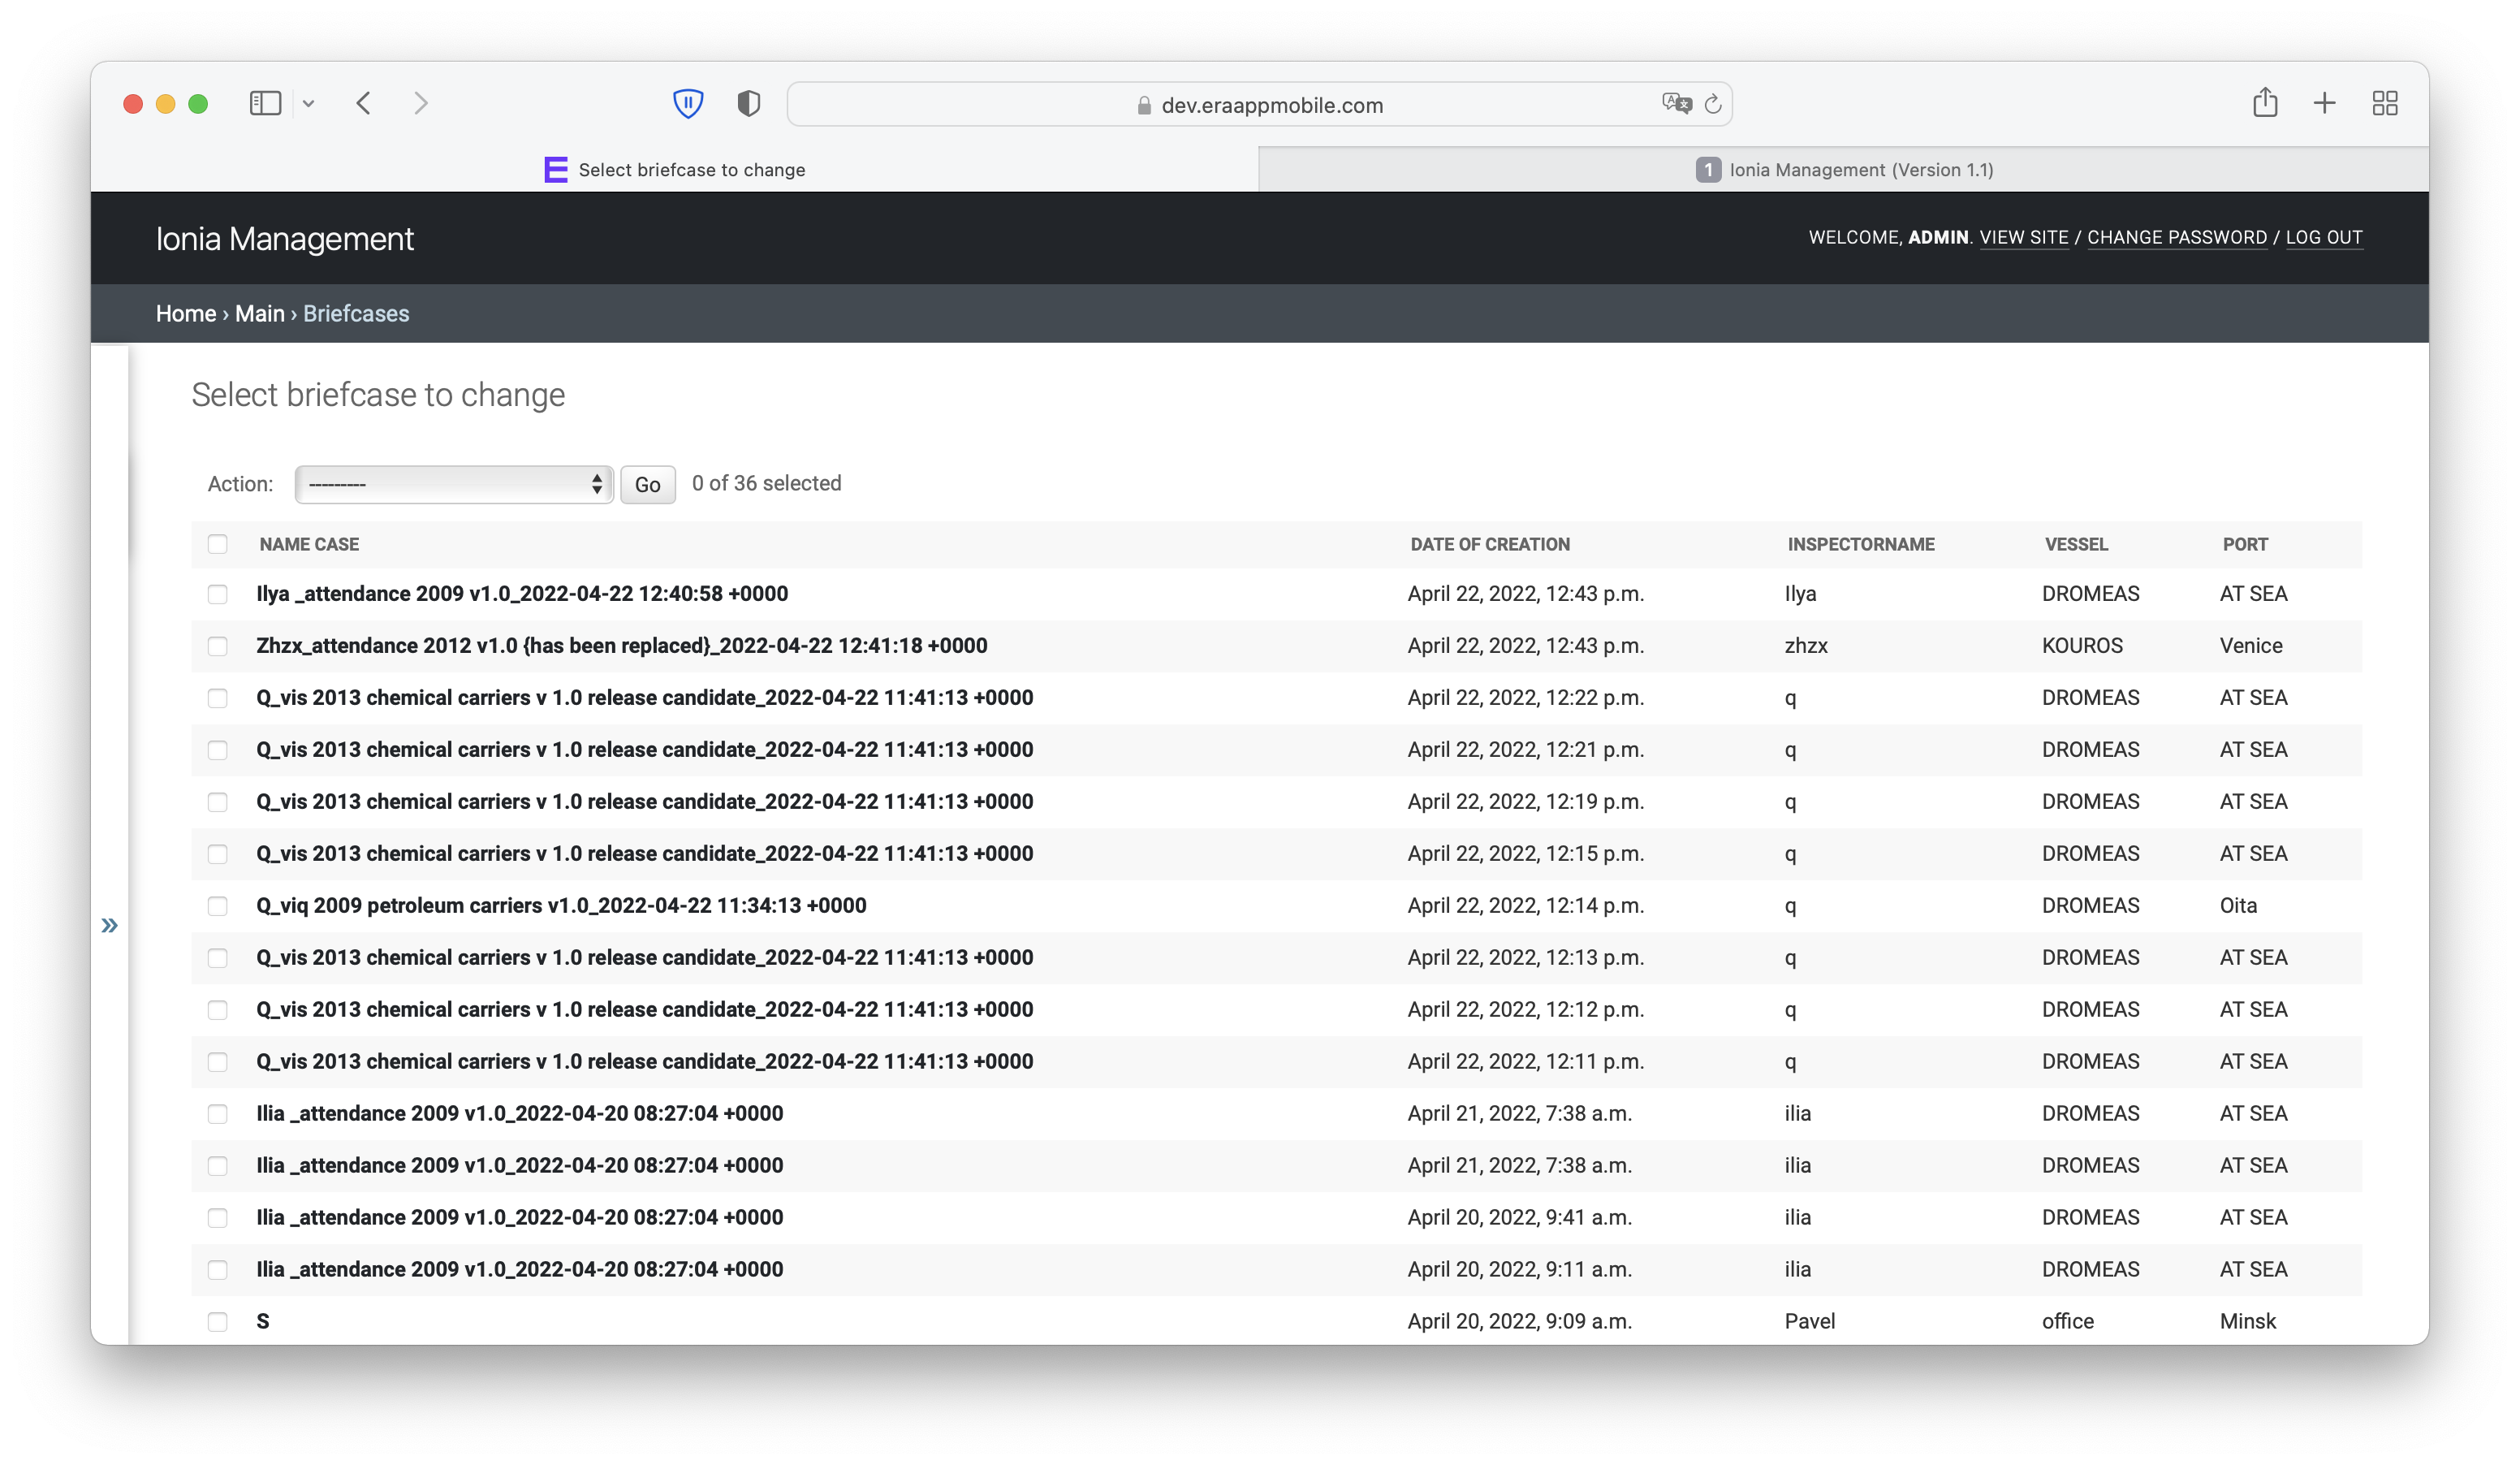 dev.eraappmobile.com
Select briefcase to change
1 Ionia Management (Version 1.1)
Ionia Management
WELCOME, ADMIN. VIEW SITE / CHANGE PASSWORD / LOG OUT
Home › Main › Briefcases
Select briefcase to change
Action: --------- Go 0 of 36 selected
NAME CASE DATE OF CREATION INSPECTORNAME VESSEL PORT
Ilya _attendance 2009 v1.0_2022-04-22 12:40:58 +0000 April 22, 2022, 12:43 p.m. Ilya DROMEAS AT SEA
Zhzx_attendance 2012 v1.0 {has been replaced}_2022-04-22 12:41:18 +0000 April 22, 2022, 12:43 p.m. zhzx KOUROS Venice
Q_vis 2013 chemical carriers v 1.0 release candidate_2022-04-22 11:41:13 +0000 April 22, 2022, 12:22 p.m. q DROMEAS AT SEA
Q_vis 2013 chemical carriers v 1.0 release candidate_2022-04-22 11:41:13 +0000 April 22, 2022, 12:21 p.m. q DROMEAS AT SEA
Q_vis 2013 chemical carriers v 1.0 release candidate_2022-04-22 11:41:13 +0000 April 22, 2022, 12:19 p.m. q DROMEAS AT SEA
Q_vis 2013 chemical carriers v 1.0 release candidate_2022-04-22 11:41:13 +0000 April 22, 2022, 12:15 p.m. q DROMEAS AT SEA
Q_viq 2009 petroleum carriers v1.0_2022-04-22 11:34:13 +0000 April 22, 2022, 12:14 p.m. q DROMEAS Oita
Q_vis 2013 chemical carriers v 1.0 release candidate_2022-04-22 11:41:13 +0000 April 22, 2022, 12:13 p.m. q DROMEAS AT SEA
Q_vis 2013 chemical carriers v 1.0 release candidate_2022-04-22 11:41:13 +0000 April 22, 2022, 12:12 p.m. q DROMEAS AT SEA
Q_vis 2013 chemical carriers v 1.0 release candidate_2022-04-22 11:41:13 +0000 April 22, 2022, 12:11 p.m. q DROMEAS AT SEA
Ilia _attendance 2009 v1.0_2022-04-20 08:27:04 +0000 April 21, 2022, 7:38 a.m. ilia DROMEAS AT SEA
Ilia _attendance 2009 v1.0_2022-04-20 08:27:04 +0000 April 21, 2022, 7:38 a.m. ilia DROMEAS AT SEA
Ilia _attendance 2009 v1.0_2022-04-20 08:27:04 +0000 April 20, 2022, 9:41 a.m. ilia DROMEAS AT SEA
Ilia _attendance 2009 v1.0_2022-04-20 08:27:04 +0000 April 20, 2022, 9:11 a.m. ilia DROMEAS AT SEA
S April 20, 2022, 9:09 a.m. Pavel office Minsk
»